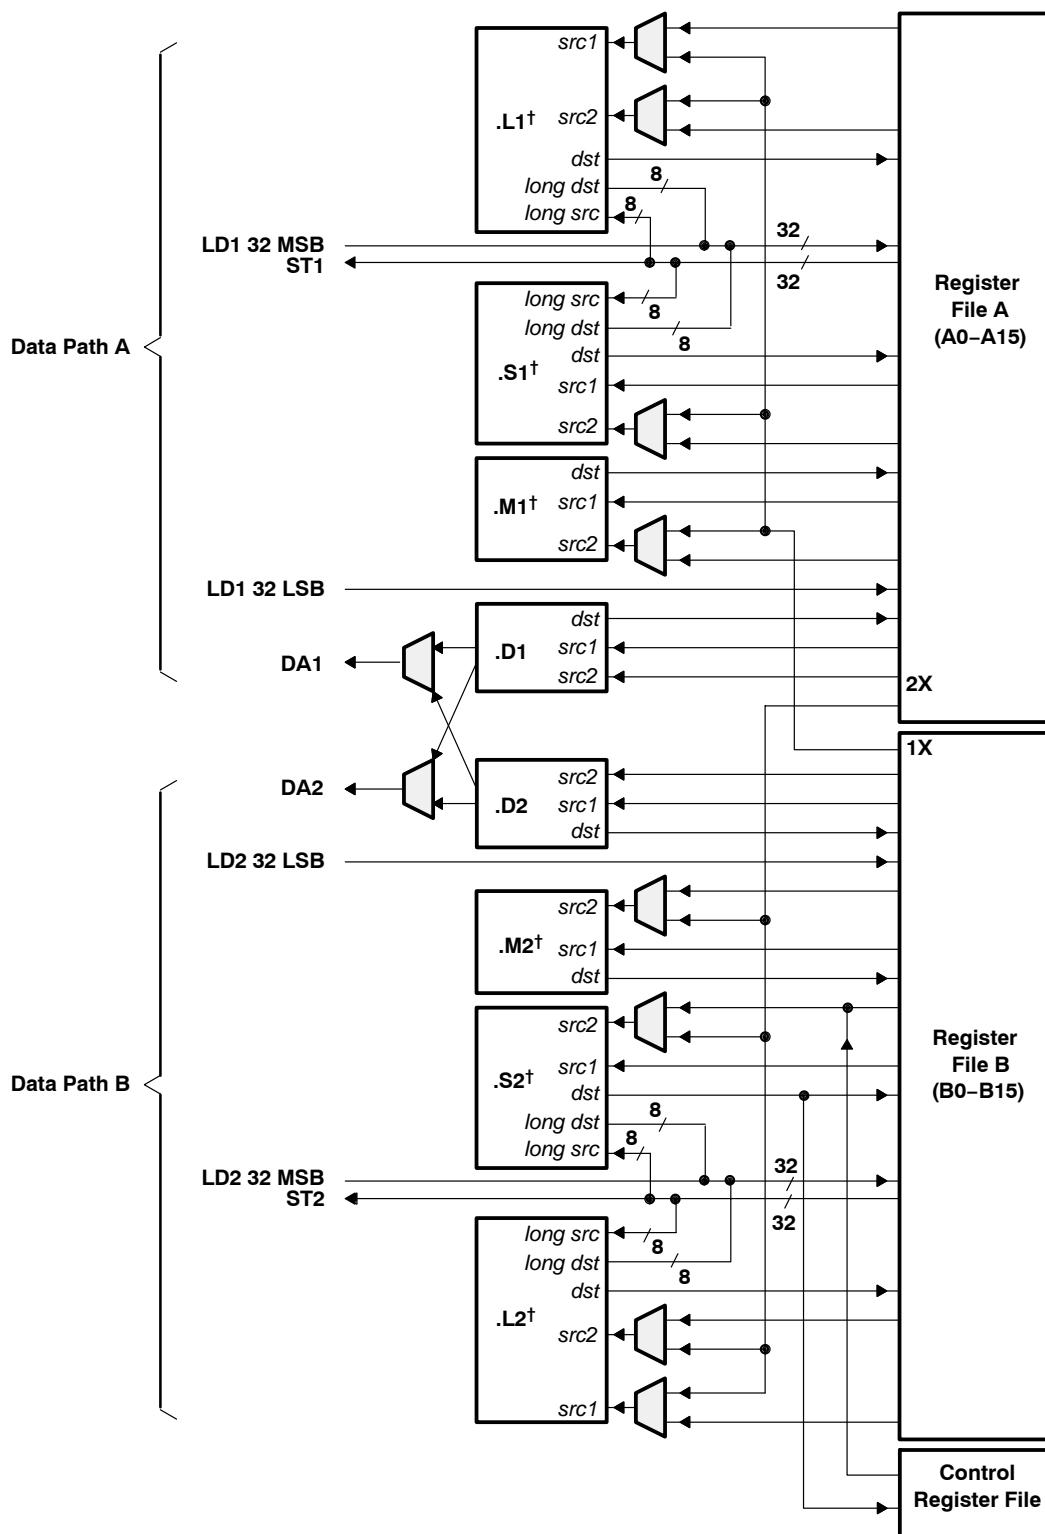 src1
.L1†
src2
dst
8
long dst
8
long src
LD1 32 MSB
32
ST1
32
Register
File A
(A0−A15)
long src
8
long dst
8
dst
Data Path A
.S1†
src1
src2
dst
.M1†
src1
src2
LD1 32 LSB
dst
.D1
src1
DA1
src2
2X
1X
src2
DA2
.D2
src1
dst
LD2 32 LSB
src2
.M2†
src1
dst
src2
Register
File B
(B0−B15)
src1
Data Path B
.S2†
dst
8
long dst
8
long src
32
LD2 32 MSB
ST2
32
long src
8
long dst
8
dst
.L2†
src2
src1
Control
Register File